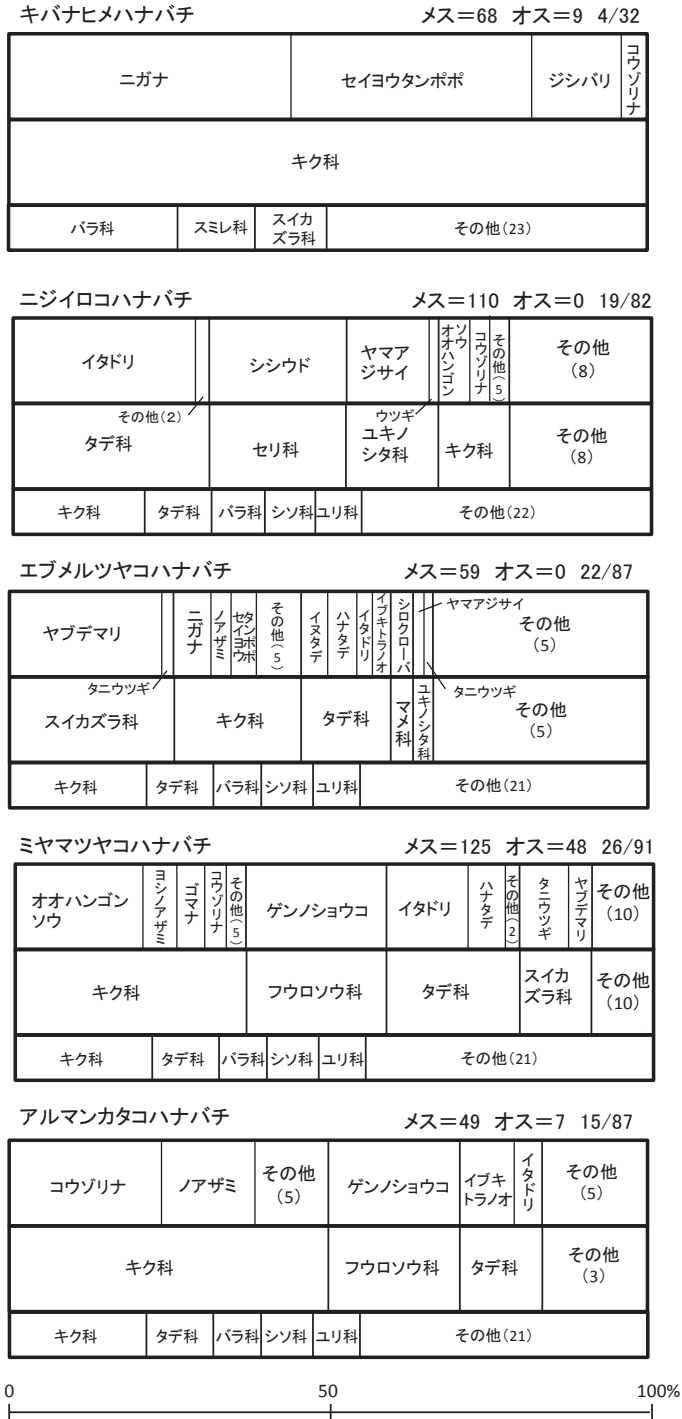 キバナヒメハナバチ メス＝68 オス＝9 4/32
ニガナ セイヨウタンポポ ジシバリ コウゾリナ
キク科
バラ科 スミレ科 スイカズラ科 その他(23)
ニジイロコハナバチ メス＝110 オス＝0 19/82
イタドリ シシウド ヤマアジサイ オオハンゴンソウ コウゾリナ その他(5) その他(8)
その他(2) ウツギ
タデ科 セリ科 ユキノシタ科 キク科 その他(8)
キク科 タデ科 バラ科 シソ科 ユリ科 その他(22)
エブメルツヤコハナバチ メス＝59 オス＝0 22/87
ヤブデマリ ニガナ ノアザミ セイヨウタンポポ その他(5) イヌタデ ハナタデ イタドリ イブキトラノオ シロクローバ ヤマアジサイ その他(5)
タニウツギ タニウツギ
スイカズラ科 キク科 タデ科 マメ科 ユキノシタ科 その他(5)
キク科 タデ科 バラ科 シソ科 ユリ科 その他(21)
ミヤマツヤコハナバチ メス＝125 オス＝48 26/91
オオハンゴンソウ ヨシノアザミ ゴマナ コウゾリナ その他(5) ゲンノショウコ イタドリ ハナタデ その他(2) タニウツギ ヤブデマリ その他(10)
キク科 フウロソウ科 タデ科 スイカズラ科 その他(10)
キク科 タデ科 バラ科 シソ科 ユリ科 その他(21)
アルマンカタコハナバチ メス＝49 オス＝7 15/87
コウゾリナ ノアザミ その他(5) ゲンノショウコ イブキトラノオ イタドリ その他(5)
キク科 フウロソウ科 タデ科 その他(3)
キク科 タデ科 バラ科 シソ科 ユリ科 その他(21)
0 50 100%